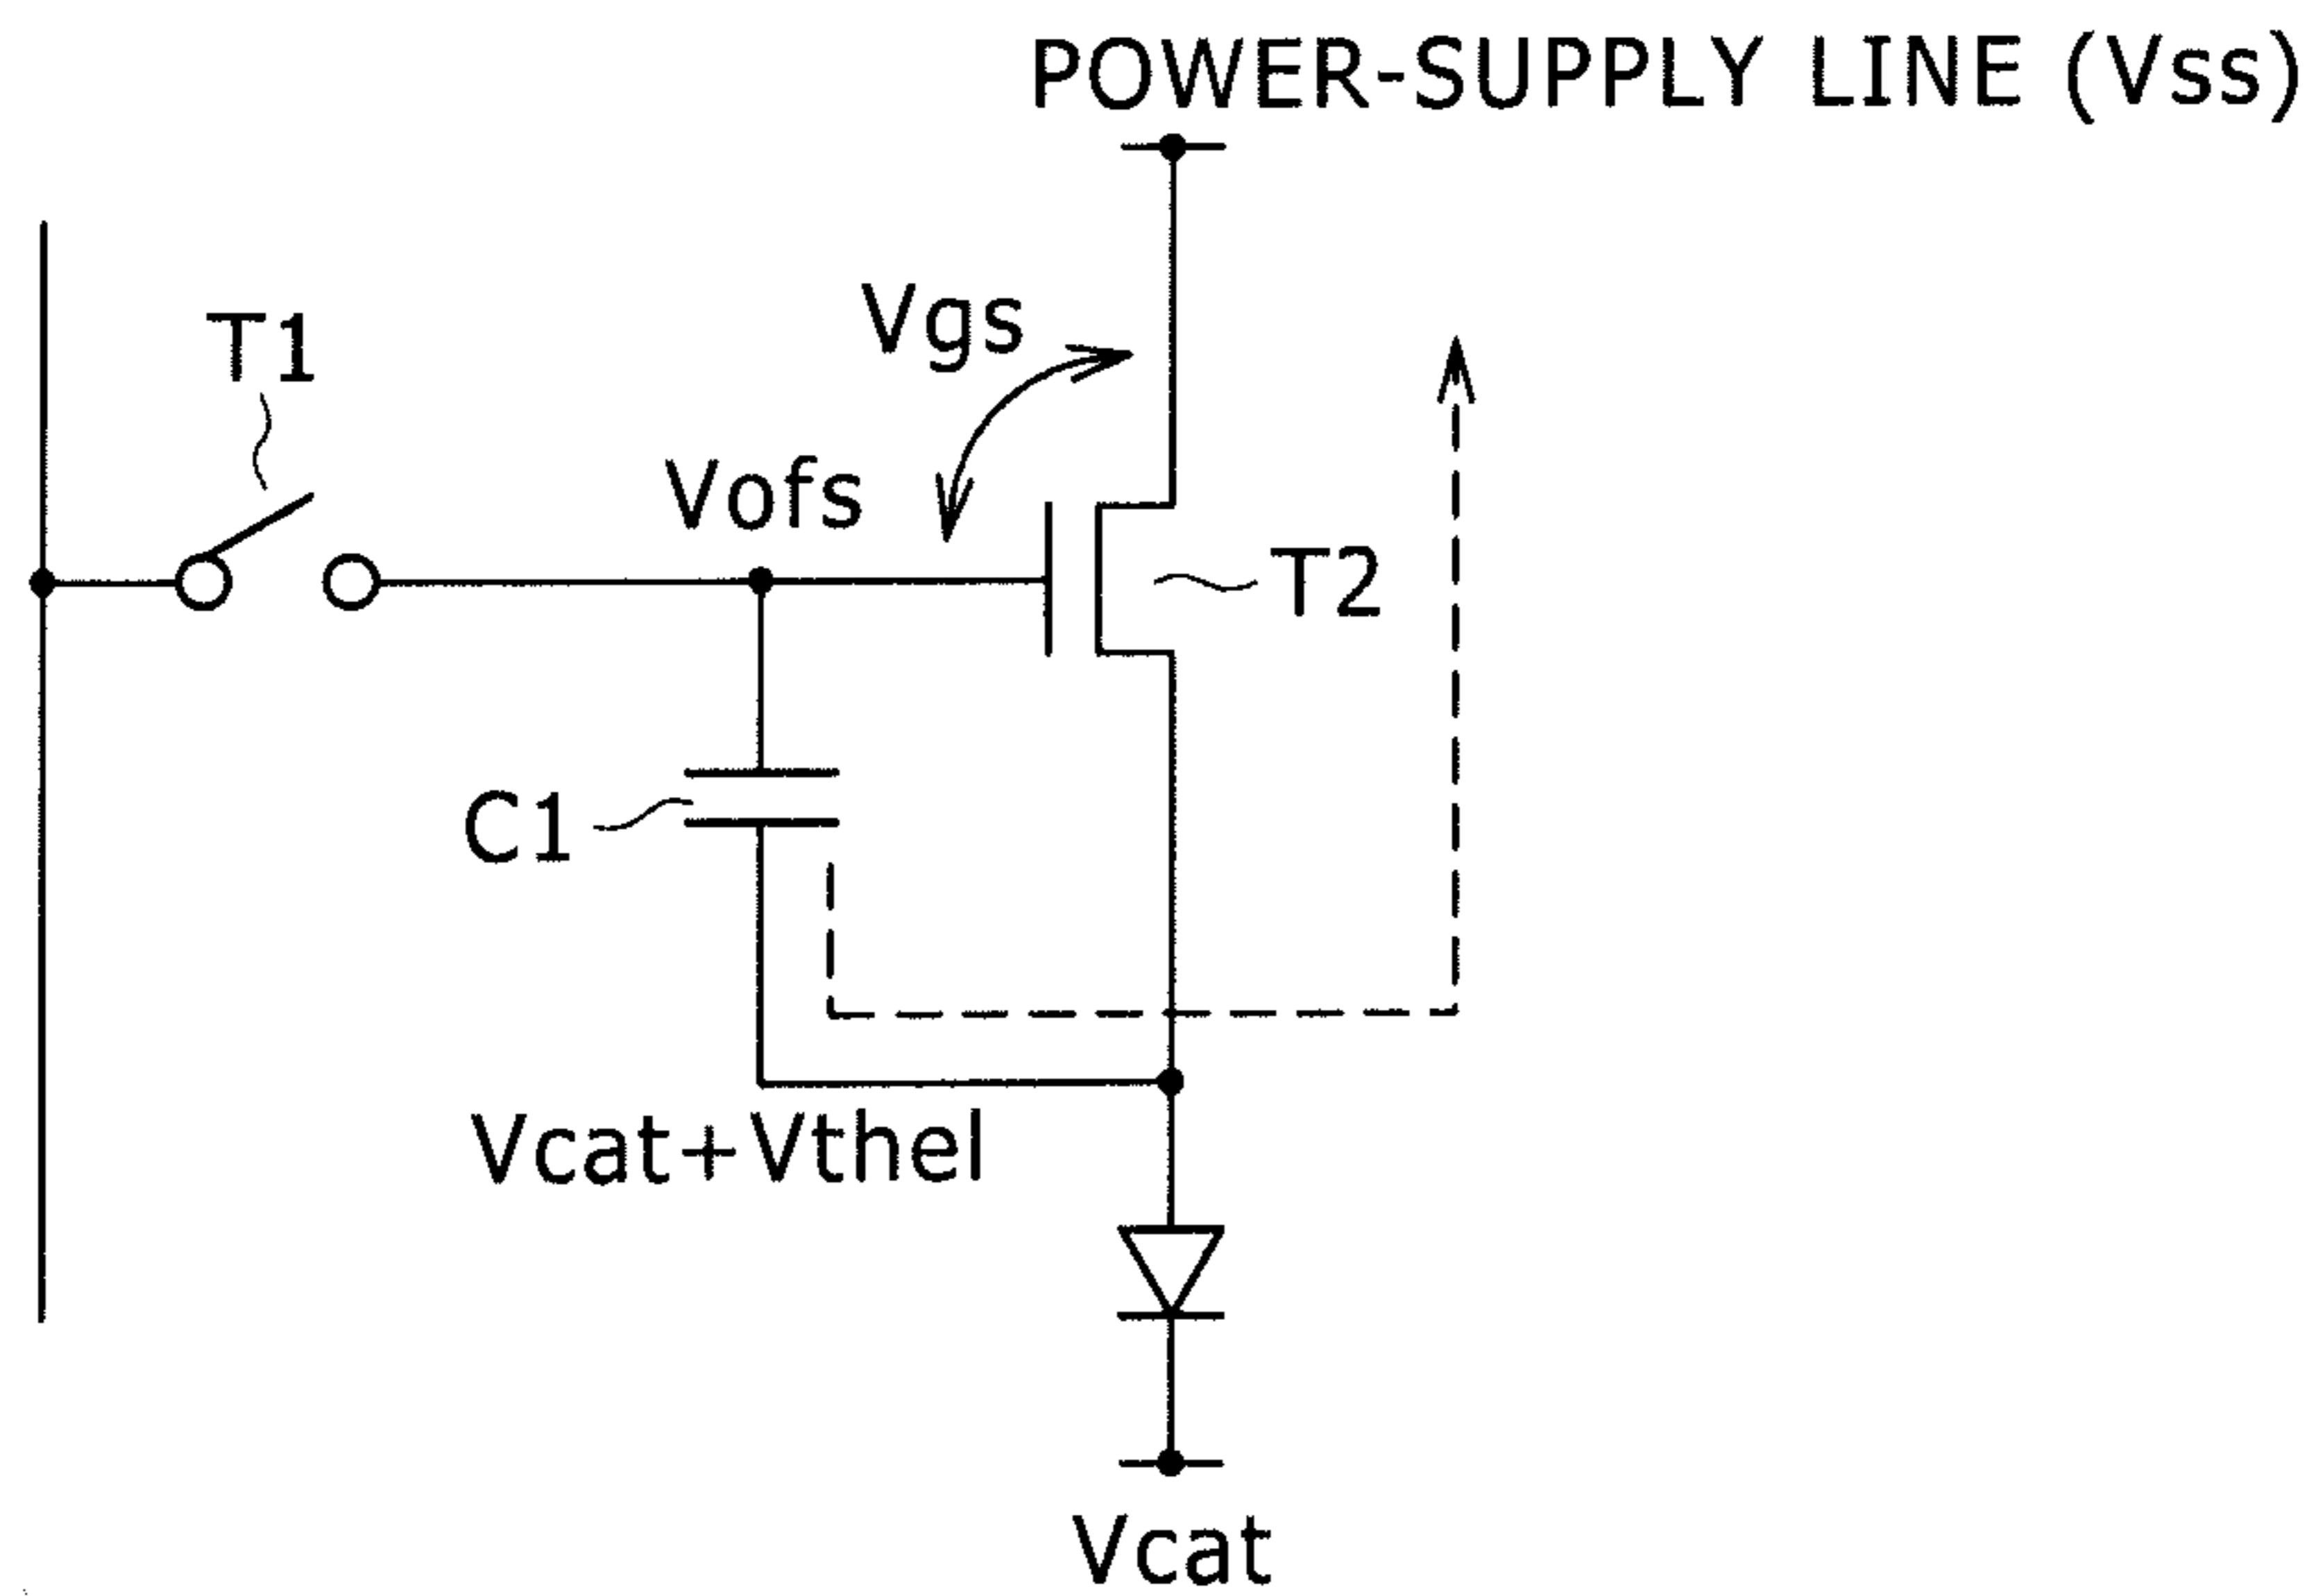 POWER-SUPPLY LINE (Vss)
Vgs
T1
Vofs
T2
C1
Vcat+Vthel
Vcat